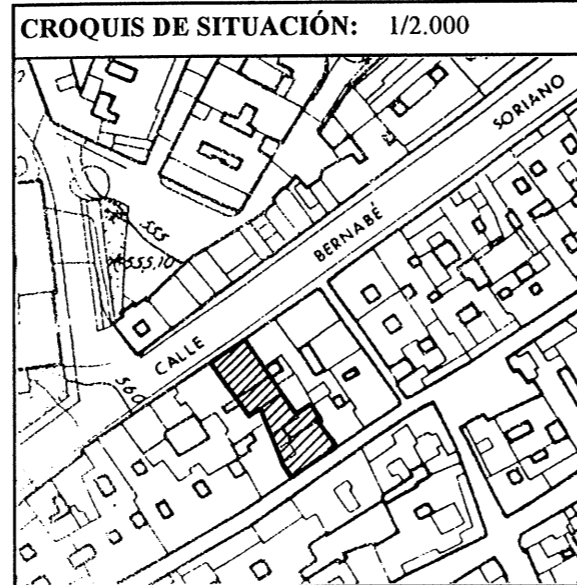 CROQUIS DE SITUACIÓN: 1/2.000
SORIANO
BERNABÉ
555
555,10
CALLE
560